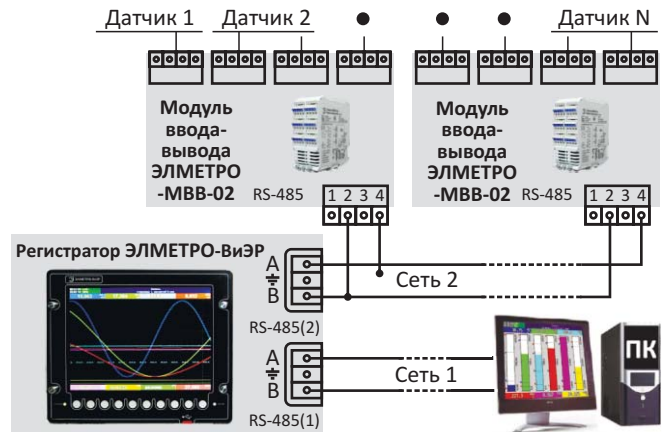 Датчик 1 Датчик 2 Датчик N
Модуль
ввода-
вывода
ЭЛМЕТРО
-МВВ-02 RS-485 1 2 3 4
Модуль
ввода-
вывода
ЭЛМЕТРО
-МВВ-02 RS-485 1 2 3 4
Регистратор ЭЛМЕТРО-ВиЭР
A
B
RS-485(2)
Сеть 2
A
B
RS-485(1)
Сеть 1
ПК